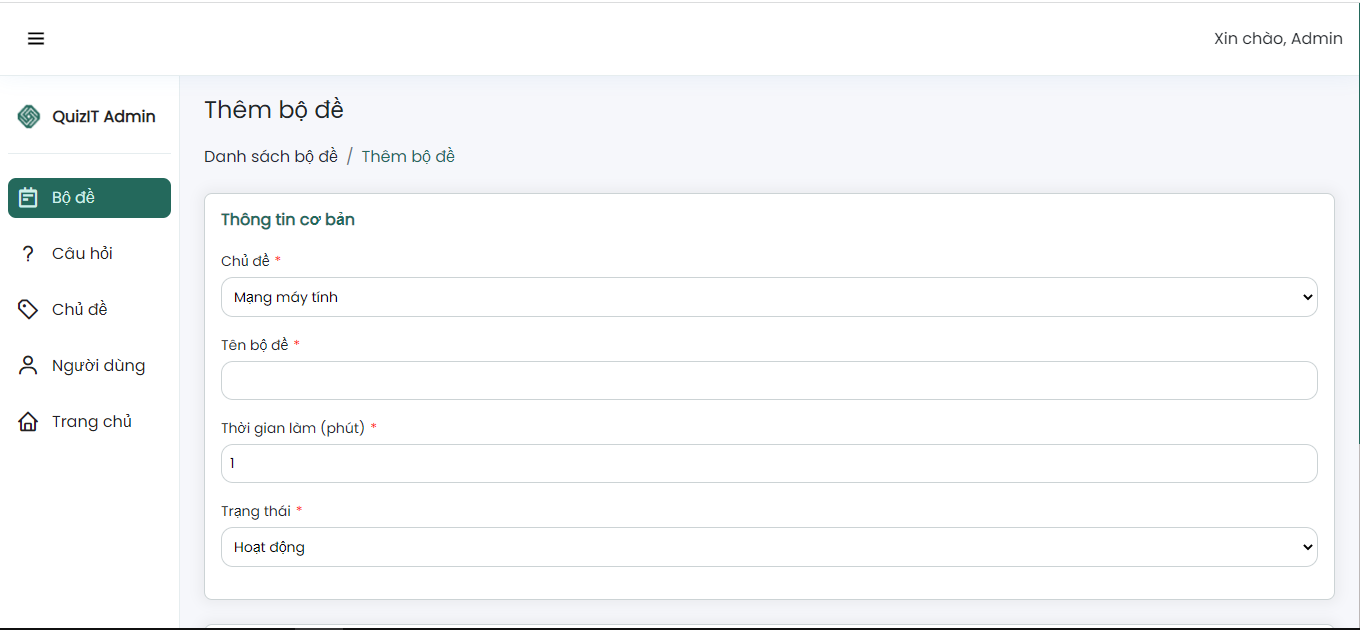 Xin chào, Admin
QuizIT Admin
Bộ đề
? Câu hỏi
Chủ đề
Người dùng
Trang chủ
Thêm bộ đề
Danh sách bộ đề / Thêm bộ đề
Thông tin cơ bản
Chủ đề *
Mạng máy tính
Tên bộ đề *
Thời gian làm (phút) *
1
Trạng thái *
Hoạt động